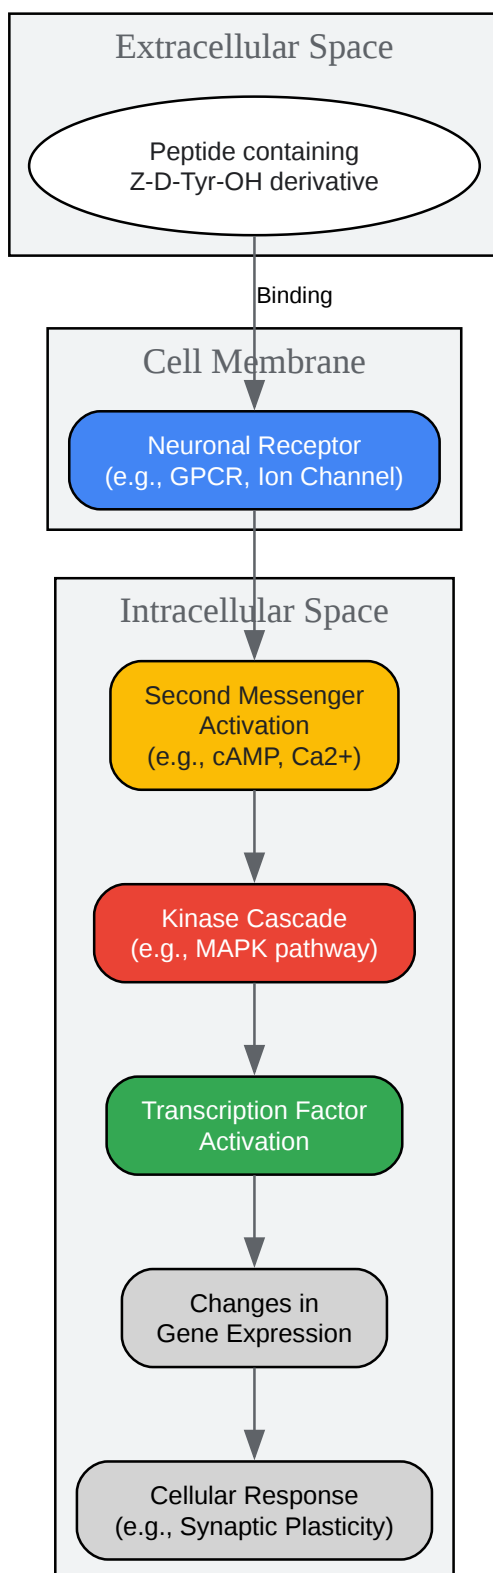 Extracellular Space
Peptide containing
Z-D-Tyr-OH derivative
Binding
Cell Membrane
Neuronal Receptor
(e.g., GPCR, Ion Channel)
Intracellular Space
Second Messenger
Activation
(e.g., cAMP, Ca2+)
Kinase Cascade
(e.g., MAPK pathway)
Transcription Factor
Activation
Changes in
Gene Expression
Cellular Response
(e.g., Synaptic Plasticity)